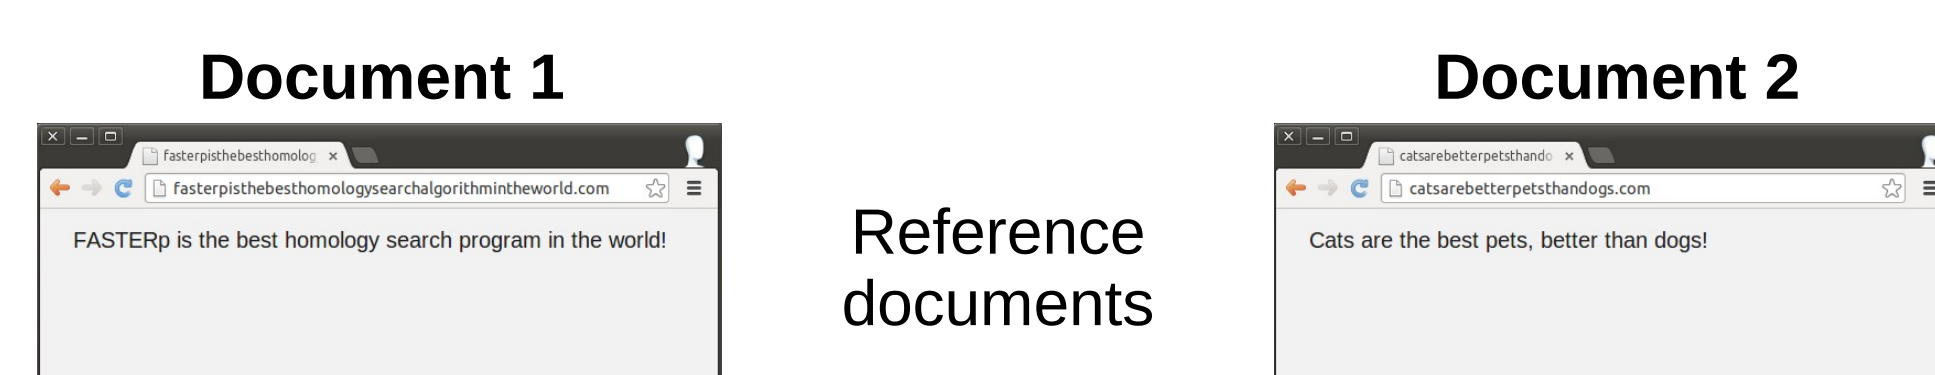 Document 1
fasterpisthebesthomolog
fasterpisthebesthomologysearchalgorithmintheworld.com
FASTERp is the best homology search program in the world!
Reference
documents
Document 2
catsarebetterpetsthando
catsarebetterpetsthandogs.com
Cats are the best pets, better than dogs!